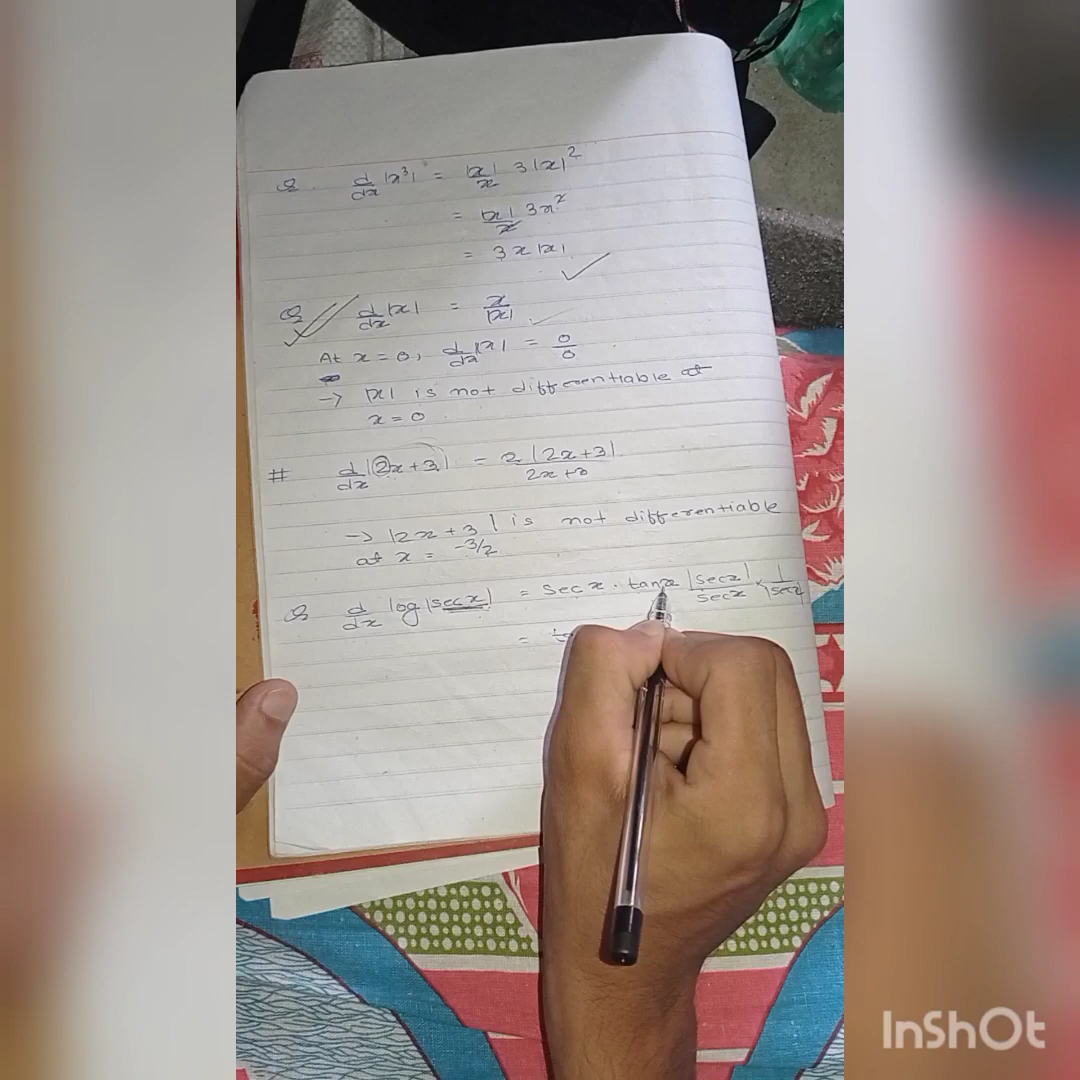 Q. d/dx |x³| = |x|/x 3|x|²
= |x|/x 3x²
= 3x|x|
Q d/dx |x| = x/|x|
At x = 0, d/dx |x| = 0/0
→ |x| is not differentiable at
x = 0
# d/dx |2x+3| = 2|2x+3|/2x+3
→ |2x+3| is not differentiable
at x = -3/2
Q d/dx log|secx| = secx · tanx |secx|/secx × 1/|secx|
=
InShOt